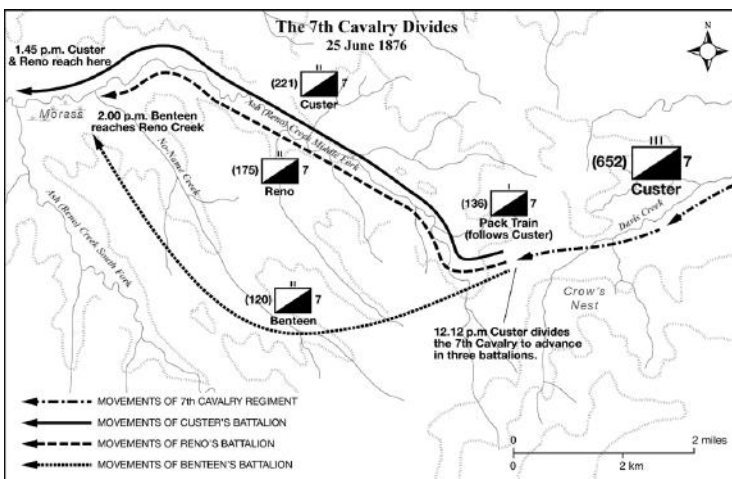 The 7th Cavalry Divides
25 June 1876
N
1.45 p.m. Custer
& Reno reach here
II
(221) 7
Custer
Morass
2.00 p.m. Benteen
reaches Reno Creek
Ash (Reno) Creek Middle Fork
No-Name Creek
II
(175) 7
Reno
III
(652) 7
Custer
I
(136) 7
Pack Train
(follows Custer)
Davis Creek
Ash (Reno) Creek South Fork
Crow's
Nest
II
(120) 7
Benteen
12.12 p.m Custer divides
the 7th Cavalry to advance
in three battalions.
MOVEMENTS OF 7th CAVALRY REGIMENT
MOVEMENTS OF CUSTER'S BATTALION
MOVEMENTS OF RENO'S BATTALION
MOVEMENTS OF BENTEEN'S BATTALION
0 2 miles
0 2 km